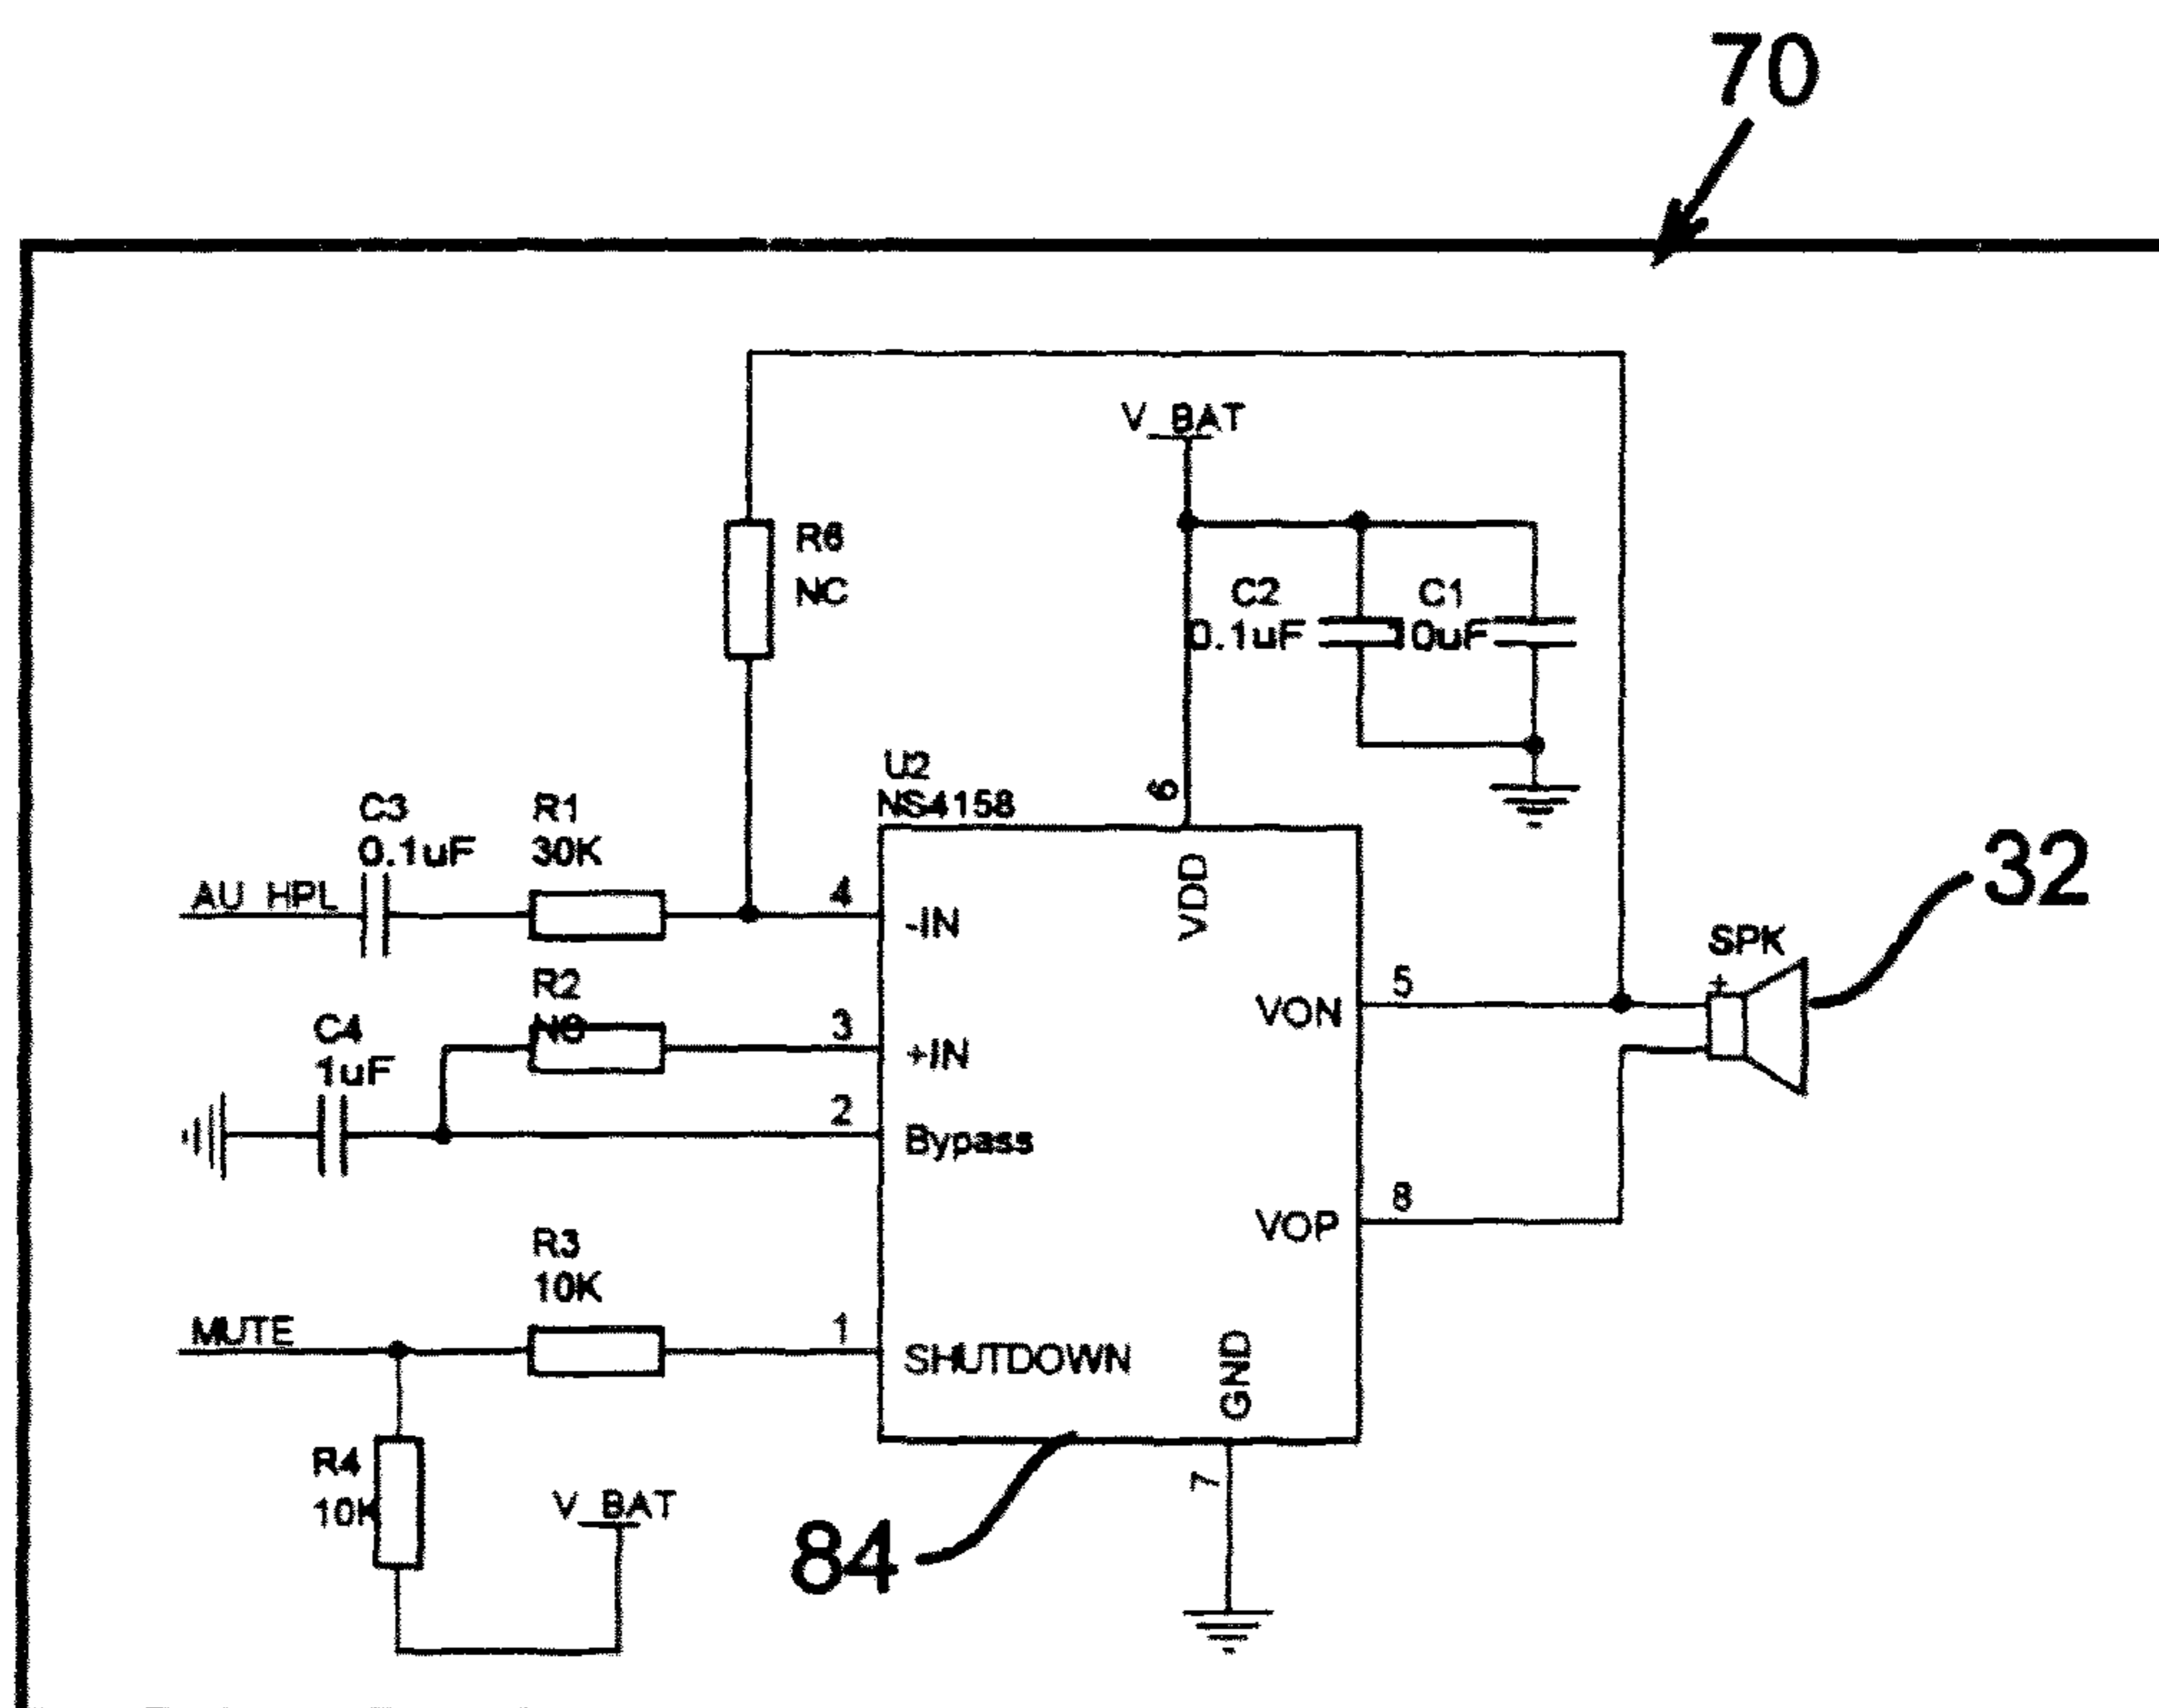 70
V_BAT
R6
NC
C2
0.1uF
C1
10uF
U2
NS4158
6
C3
0.1uF
R1
30K
AU_HPL
4
-IN
VDD
32
SPK
+
R2
C4
1uF
3
+IN
5
VON
2
Bypass
8
VOP
R3
10K
MUTE
1
SHUTDOWN
GND
R4
10K
V_BAT
7
84